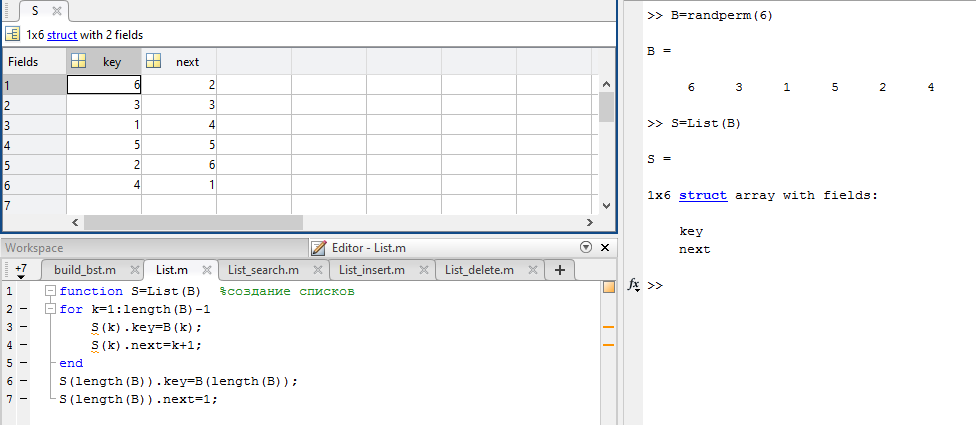 S
1x6 struct with 2 fields
Fields key next
1 6 2
2 3 3
3 1 4
4 5 5
5 2 6
6 4 1
7
Workspace
Editor - List.m
+7 build_bst.m List.m List_search.m List_insert.m List_delete.m +
1 function S=List(B) %создание списков
2 for k=1:length(B)-1
3 S(k).key=B(k);
4 S(k).next=k+1;
5 end
6 S(length(B)).key=B(length(B));
7 S(length(B)).next=1;
>> B=randperm(6)
B =
6 3 1 5 2 4
>> S=List(B)
S =
1x6 struct array with fields:
key
next
fx >>